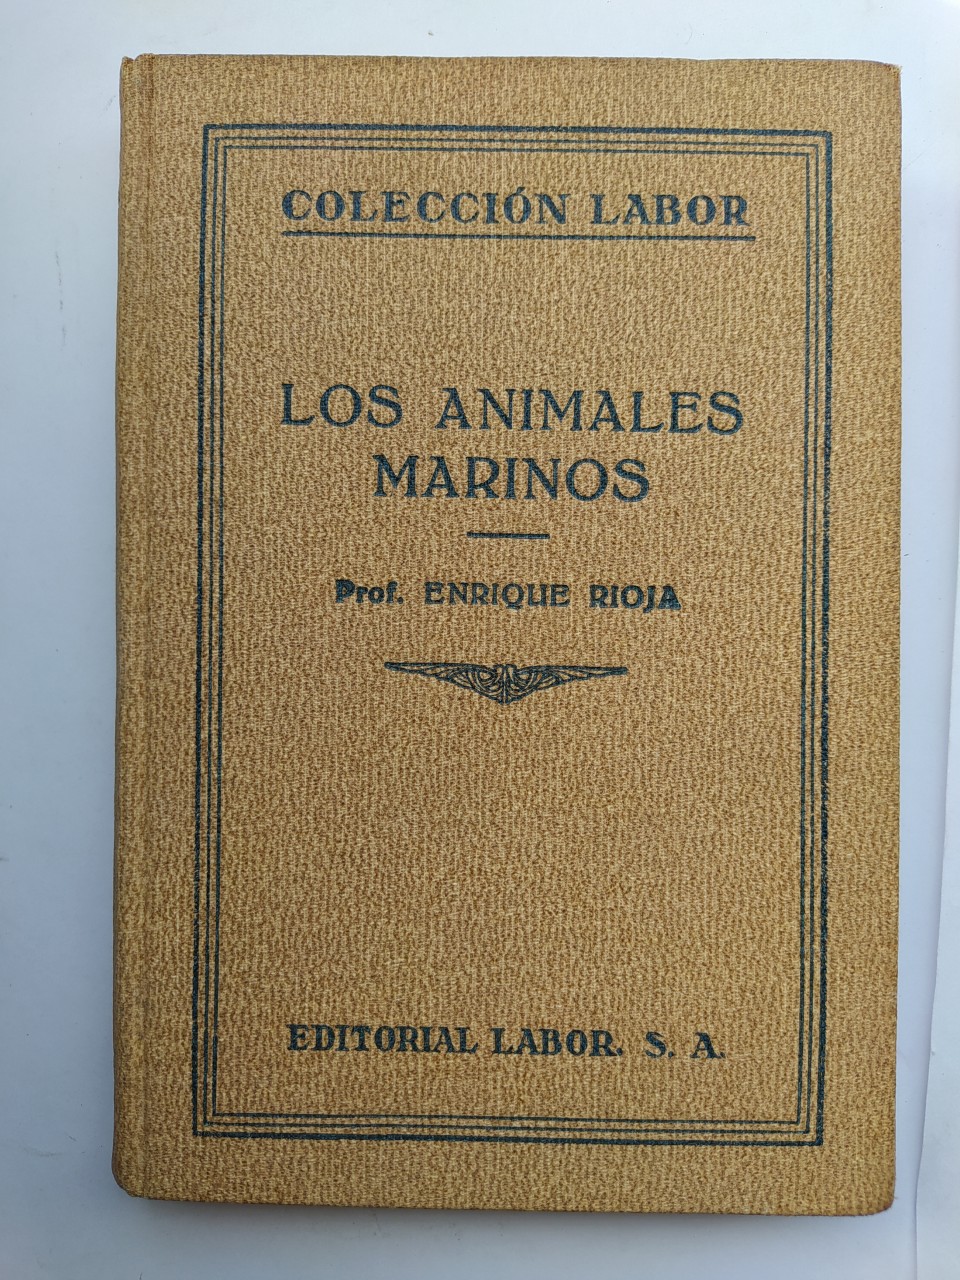 COLECCIÓN LABOR
LOS ANIMALES
MARINOS
Prof. ENRIQUE RIOJA
EDITORIAL LABOR. S. A.